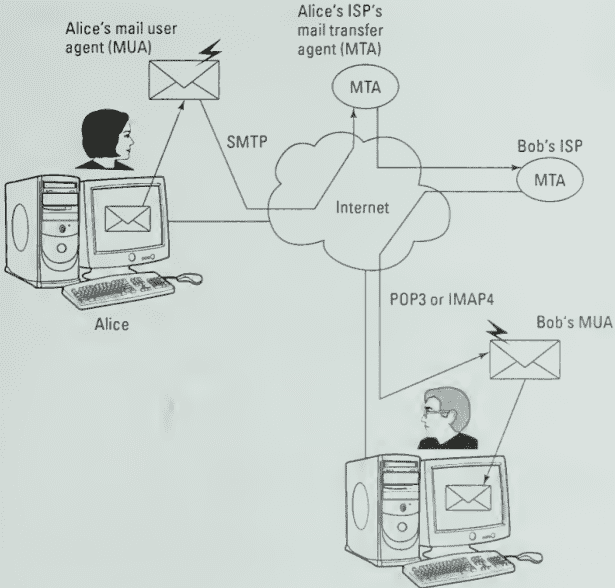 Alice's mail user
agent (MUA)
Alice's ISP's
mail transfer
agent (MTA)
MTA
SMTP
Bob's ISP
MTA
Internet
Alice
POP3 or IMAP4
Bob's MUA